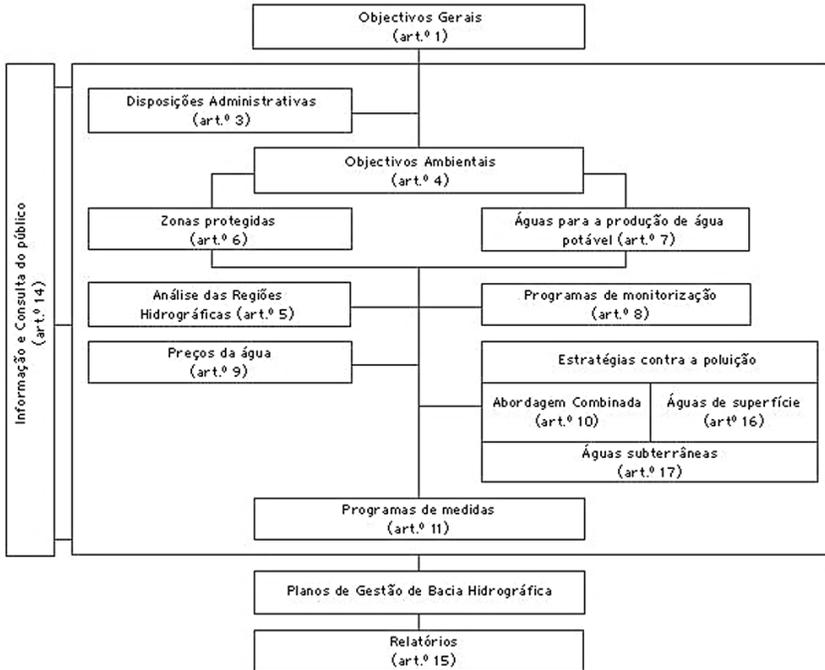 Objectivos Gerais
(art.º 1)
Informação e Consulta do público
(art.º 14)
Disposições Administrativas
(art.º 3)
Objectivos Ambientais
(art.º 4)
Zonas protegidas
(art.º 6)
Águas para a produção de água
potável (art.º 7)
Análise das Regiões
Hidrográficas (art.º 5)
Programas de monitorização
(art.º 8)
Preços da água
(art.º 9)
Estratégias contra a poluição
Abordagem Combinada
(art.º 10)
Águas de superfície
(artº 16)
Águas subterrâneas
(art.º 17)
Programas de medidas
(art.º 11)
Planos de Gestão de Bacia Hidrográfica
Relatórios
(art.º 15)